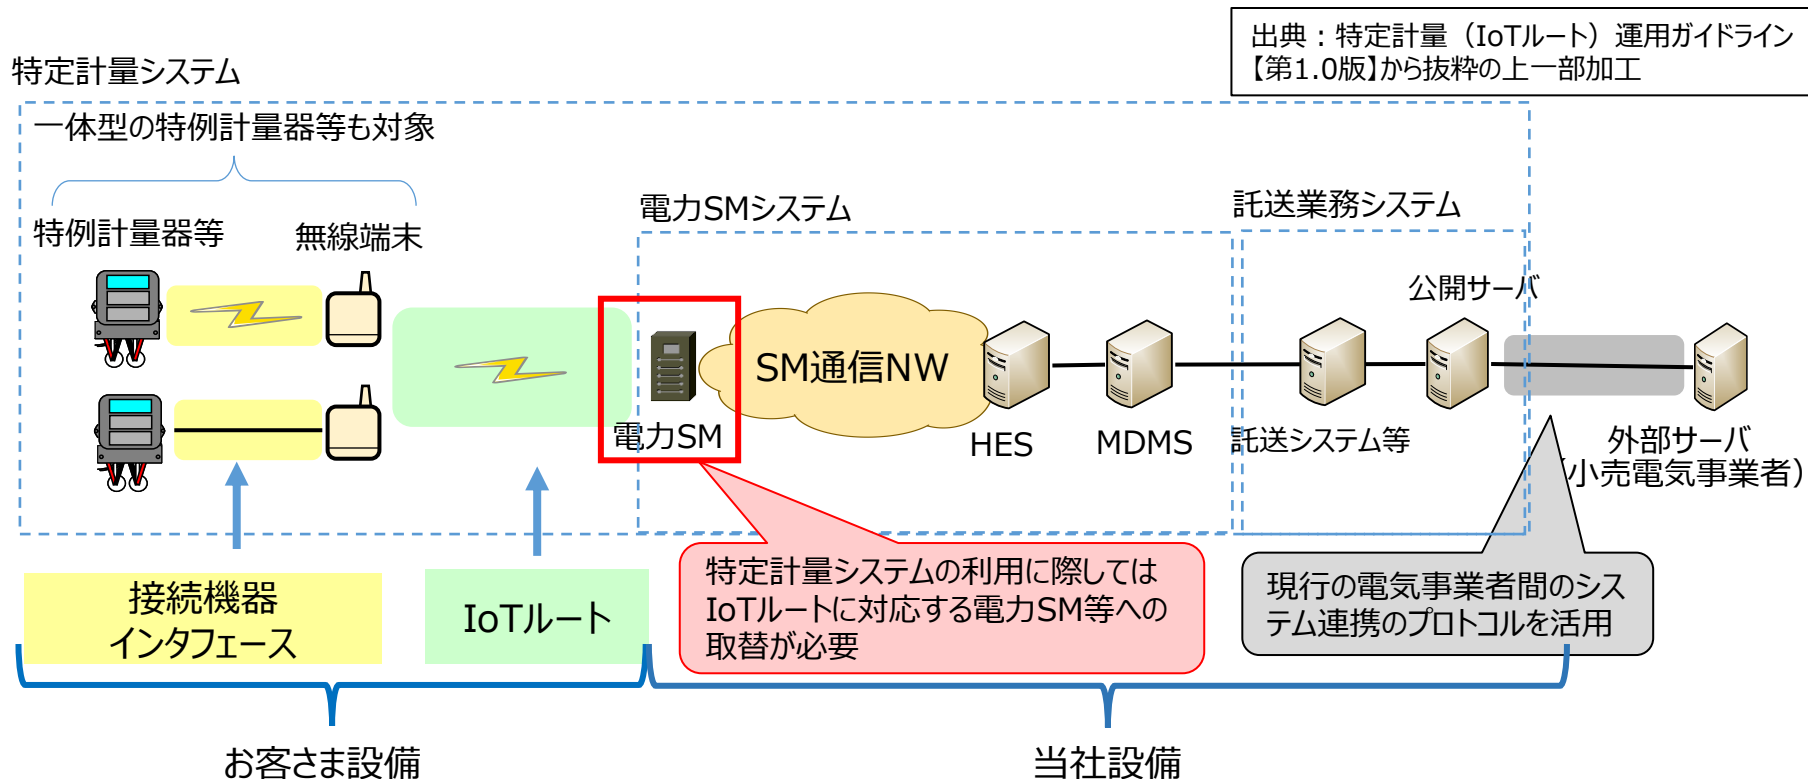 出典：特定計量（IoTルート）運用ガイドライン
【第1.0版】から抜粋の上一部加工
特定計量システム
一体型の特例計量器等も対象
特例計量器等
無線端末
電力SMシステム
託送業務システム
公開サーバ
SM通信NW
電力SM
HES
MDMS
託送システム等
外部サーバ
（小売電気事業者）
接続機器
インタフェース
IoTルート
特定計量システムの利用に際しては
IoTルートに対応する電力SM等への
取替が必要
現行の電気事業者間のシス
テム連携のプロトコルを活用
お客さま設備
当社設備